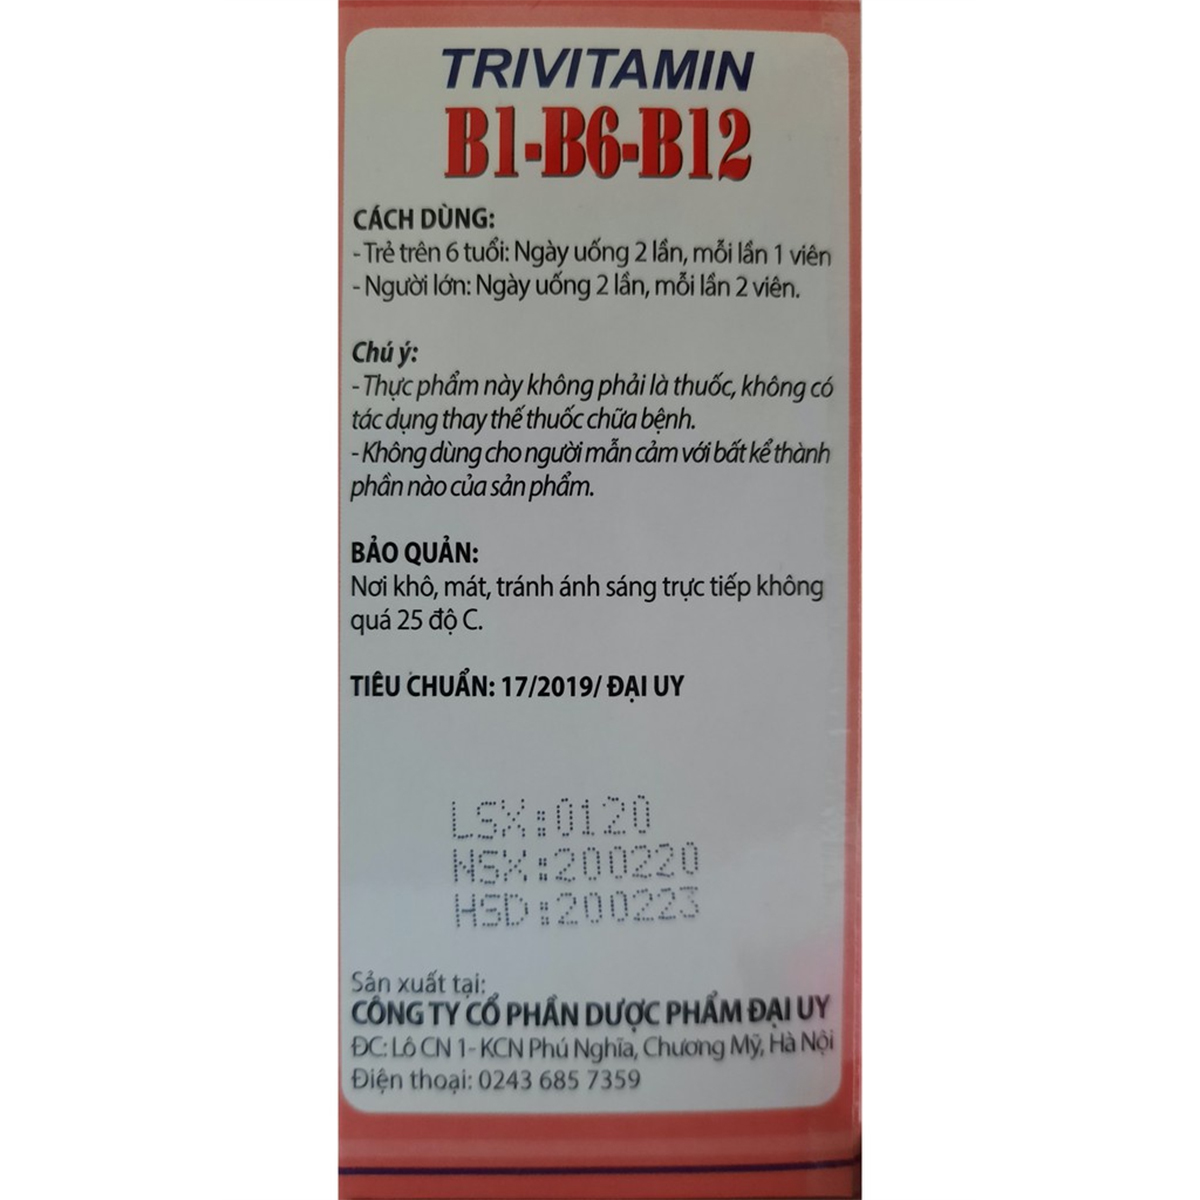 TRIVITAMIN
B1-B6-B12
CÁCH DÙNG:
- Trẻ trên 6 tuổi: Ngày uống 2 lần, mỗi lần 1 viên
- Người lớn: Ngày uống 2 lần, mỗi lần 2 viên.
Chú ý:
- Thực phẩm này không phải là thuốc, không có
tác dụng thay thế thuốc chữa bệnh.
- Không dùng cho người mẫn cảm với bất kể thành
phần nào của sản phẩm.
BẢO QUẢN:
Nơi khô, mát, tránh ánh sáng trực tiếp không
quá 25 độ C.
TIÊU CHUẨN: 17/2019/ ĐẠI UY
LSX:0120
NSX:200220
HSD:200223
Sản xuất tại:
CÔNG TY CỔ PHẦN DƯỢC PHẨM ĐẠI UY
ĐC: Lô CN 1- KCN Phú Nghĩa, Chương Mỹ, Hà Nội
Điện thoại: 0243 685 7359